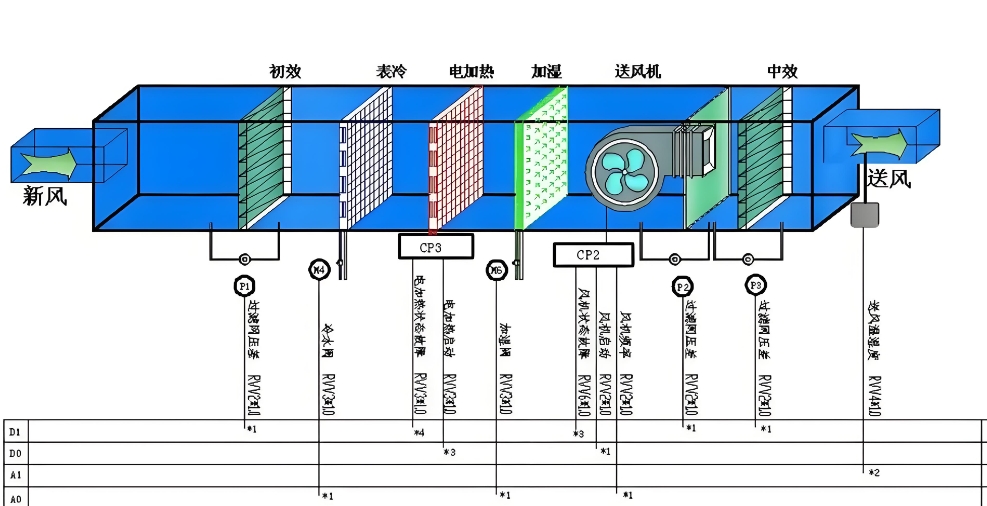 初效 表冷 电加热 加湿 送风机 中效
新风
送风
CP3
CP2
M4
M6
P1
P2
P3
过滤网压差 RVV2*1.0
冷水阀 RVV3*1.0
电加热状态故障 RVV3*1.0
电加热启动 RVV3*1.0
加湿阀 RVV3*1.0
风机状态故障 RVV6*1.0
风机启动 RVV2*1.0
风机频率 RVV2*1.0
过滤网压差 RVV2*1.0
过滤网压差 RVV2*1.0
送风温湿度 RVV4*1.0
D1 *1 *4 *3 *1 *1
D0 *3 *1
A1 *2
A0 *1 *1 *1